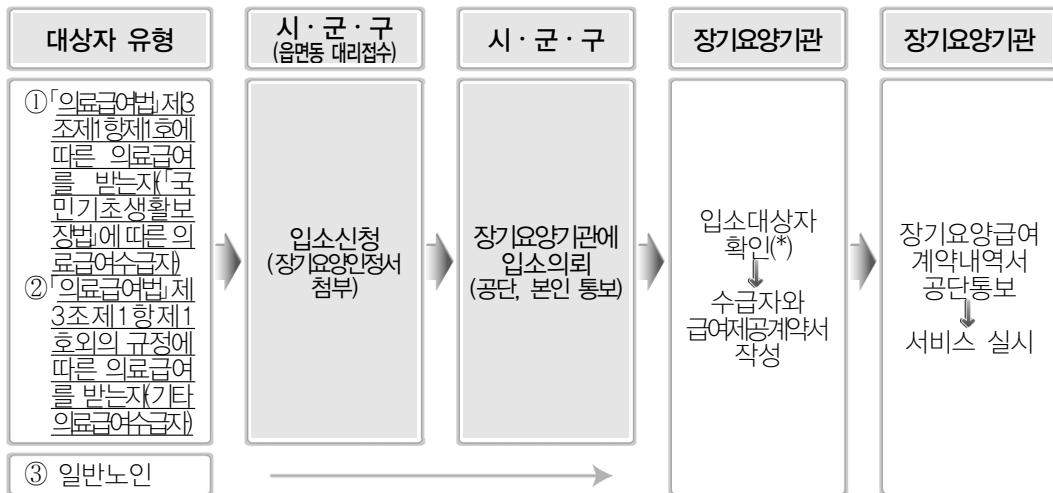 대상자 유형
시·군·구
(읍면동 대리접수)
시·군·구
장기요양기관
장기요양기관
①「의료급여법」제3
조제1항제1호에
따른 의료급여
를 받는자(「국
민기초생활보
장법」에 따른 의
료급여수급자)
②「의료급여법」제
3조제1항제1
호외의 규정에
따른 의료급여
를 받는자(기타
의료급여수급자)
③ 일반노인
입소신청
(장기요양인정서
첨부)
장기요양기관에
입소의뢰
(공단, 본인 통보)
입소대상자
확인(*)
수급자와
급여제공계약서
작성
장기요양급여
계약내역서
공단통보
서비스 실시